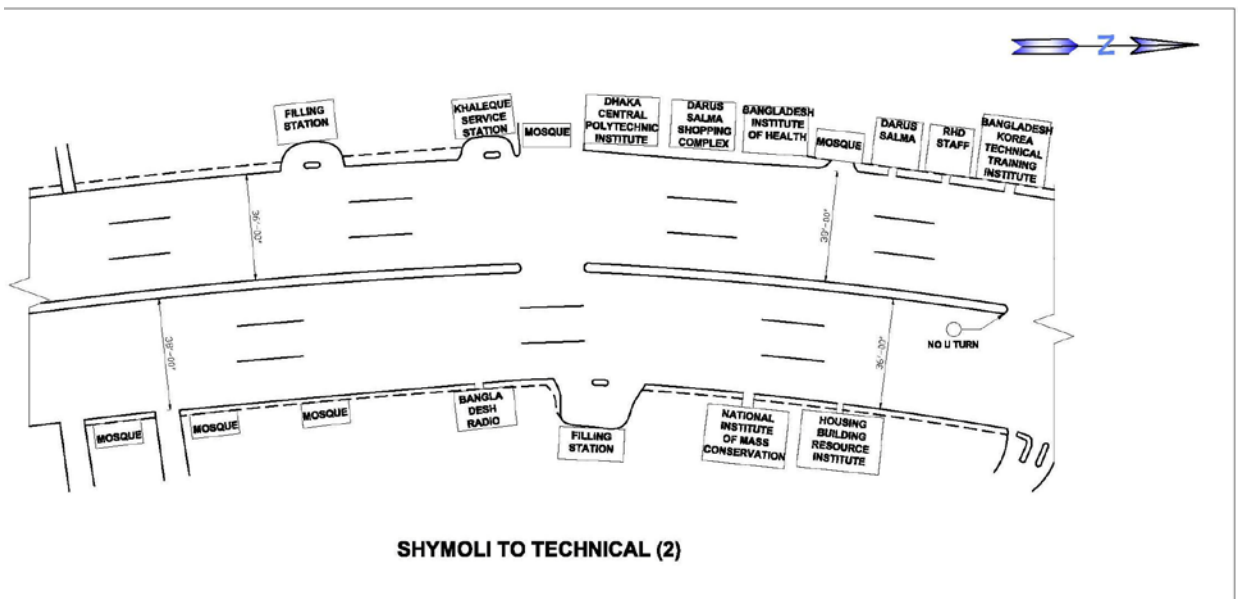 Z
FILLING
STATION
KHALEQUE
SERVICE
STATION
MOSQUE
DHAKA
CENTRAL
POLYTECHNIC
INSTITUTE
DARUS
SALMA
SHOPPING
COMPLEX
BANGLADESH
INSTITUTE
OF HEALTH
MOSQUE
DARUS
SALMA
RHD
STAFF
BANGLADESH
KOREA
TECHNICAL
TRAINING
INSTITUTE
36'-00"
39'-00"
38'-00"
36'-00"
NO U TURN
MOSQUE
MOSQUE
MOSQUE
BANGLA
DESH
RADIO
FILLING
STATION
NATIONAL
INSTITUTE
OF MASS
CONSERVATION
HOUSING
BUILDING
RESOURCE
INSTITUTE
SHYMOLI TO TECHNICAL (2)